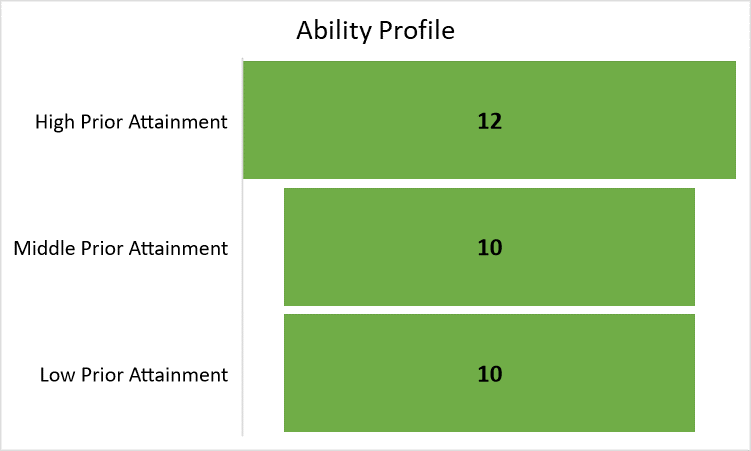 Ability Profile
High Prior Attainment
12
Middle Prior Attainment
10
Low Prior Attainment
10